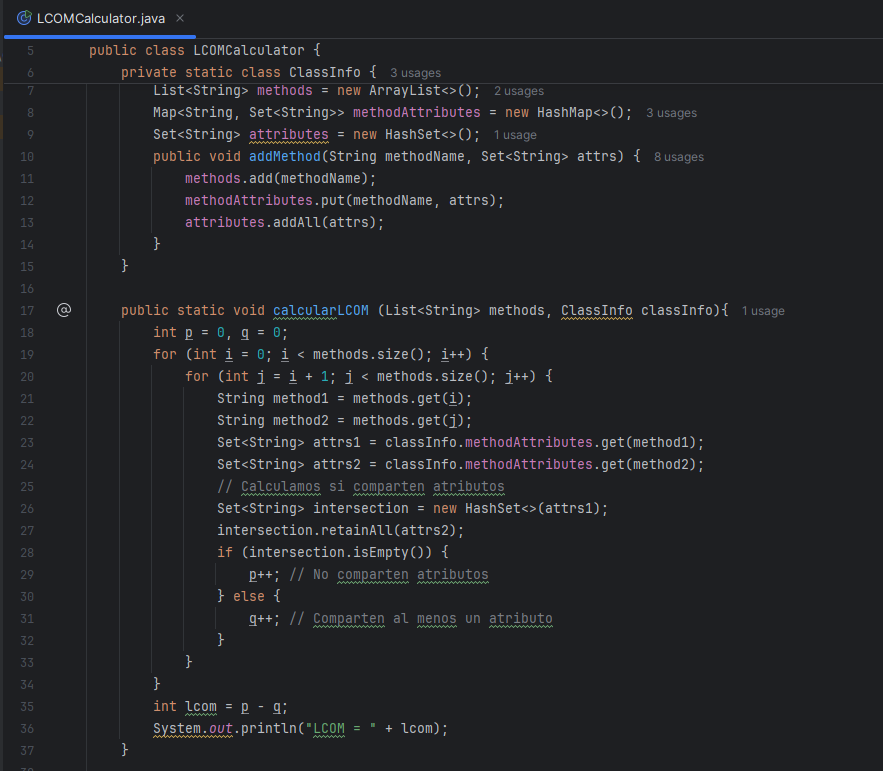 LCOMCalculator.java ×
5 public class LCOMCalculator {
6 private static class ClassInfo { 3 usages
7 List<String> methods = new ArrayList<>(); 2 usages
8 Map<String, Set<String>> methodAttributes = new HashMap<>(); 3 usages
9 Set<String> attributes = new HashSet<>(); 1 usage
10 public void addMethod(String methodName, Set<String> attrs) { 8 usages
11 methods.add(methodName);
12 methodAttributes.put(methodName, attrs);
13 attributes.addAll(attrs);
14 }
15 }
16
17 @ public static void calcularLCOM (List<String> methods, ClassInfo classInfo){ 1 usage
18 int p = 0, q = 0;
19 for (int i = 0; i < methods.size(); i++) {
20 for (int j = i + 1; j < methods.size(); j++) {
21 String method1 = methods.get(i);
22 String method2 = methods.get(j);
23 Set<String> attrs1 = classInfo.methodAttributes.get(method1);
24 Set<String> attrs2 = classInfo.methodAttributes.get(method2);
25 // Calculamos si comparten atributos
26 Set<String> intersection = new HashSet<>(attrs1);
27 intersection.retainAll(attrs2);
28 if (intersection.isEmpty()) {
29 p++; // No comparten atributos
30 } else {
31 q++; // Comparten al menos un atributo
32 }
33 }
34 }
35 int lcom = p - q;
36 System.out.println("LCOM = " + lcom);
37 }